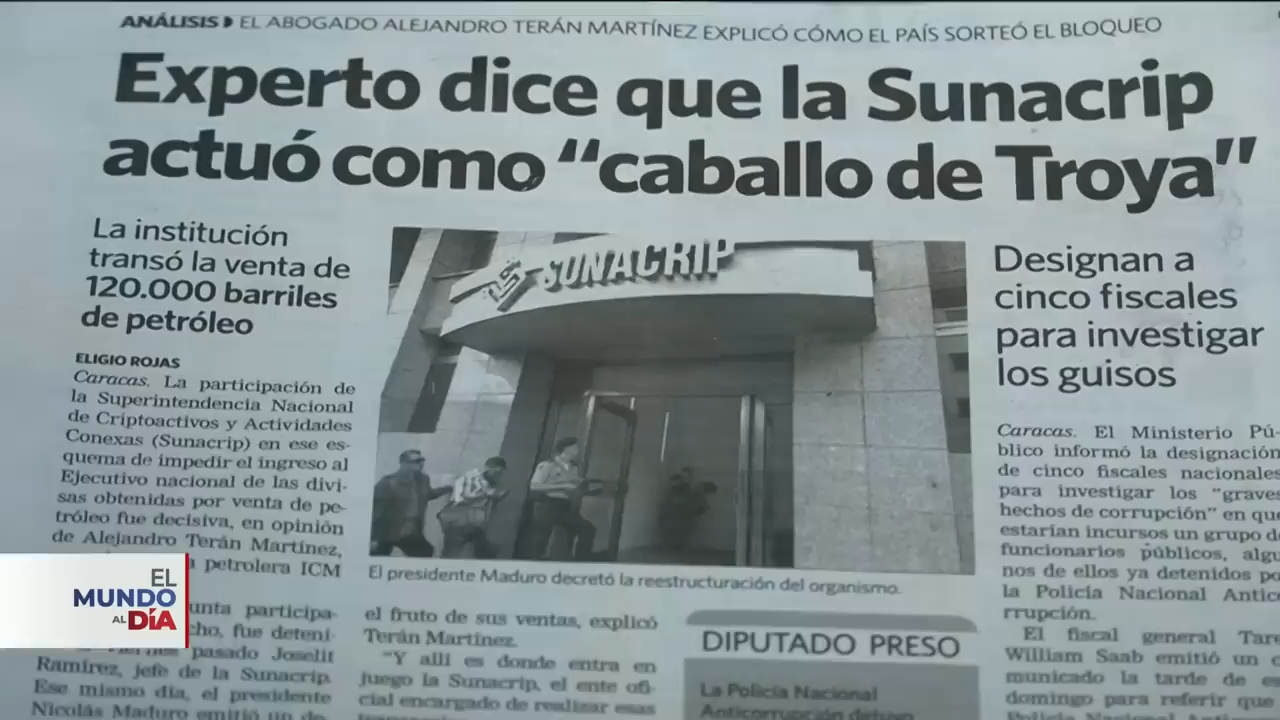 ANÁLISIS EL ABOGADO ALEJANDRO TERÁN MARTÍNEZ EXPLICÓ CÓMO EL PAÍS SORTEÓ EL BLOQUEO
Experto dice que la Sunacrip
actuó como “caballo de Troya”
La institución
transó la venta de
120.000 barriles
de petróleo
ELIGIO ROJAS
Caracas. La participación de
la Superintendencia Nacional
de Criptoactivos y Actividades
Conexas (Sunacrip) en ese es-
quema de impedir el ingreso al
Ejecutivo nacional de las divi-
sas obtenidas por venta de pe-
tróleo fue decisiva, en opinión
de Alejandro Terán Martínez,
petrolera ICM
unta participa-
cho, fue deteni-
pasado Joselit
Ramírez, jefe de la Sunacrip.
Ese mismo día, el presidente
Nicolás Maduro emitió un de-
SUNACRIP
El presidente Maduro decretó la reestructuración del organismo.
el fruto de sus ventas, explicó
Terán Martínez.
“Y allí es donde entra en
juego la Sunacrip, el ente ofi-
cial encargado de realizar esas
DIPUTADO PRESO
La Policía Nacional
Anticorrupción detuvo
Designan a
cinco fiscales
para investigar
los guisos
Caracas. El Ministerio Pú-
blico informó la designación
de cinco fiscales nacionales
para investigar los “graves
hechos de corrupción” en que
estarían incursos un grupo de
funcionarios públicos, algu-
nos de ellos ya detenidos po
la Policía Nacional Antico
rrupción.
El fiscal general Tare
William Saab emitió un c
municado la tarde de es
domingo para referir que
Policía Nacional
EL
MUNDO
AL DÍA